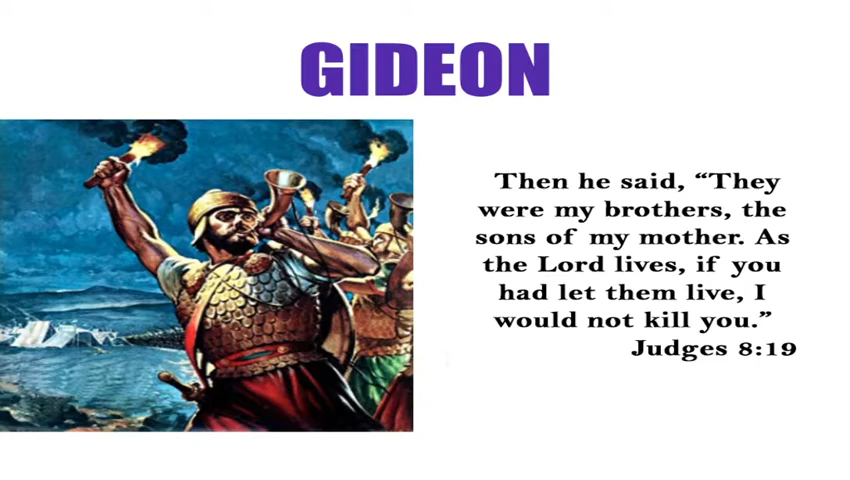 GIDEON
Then he said, “They
were my brothers, the
sons of my mother. As
the Lord lives, if you
had let them live, I
would not kill you.”
Judges 8:19